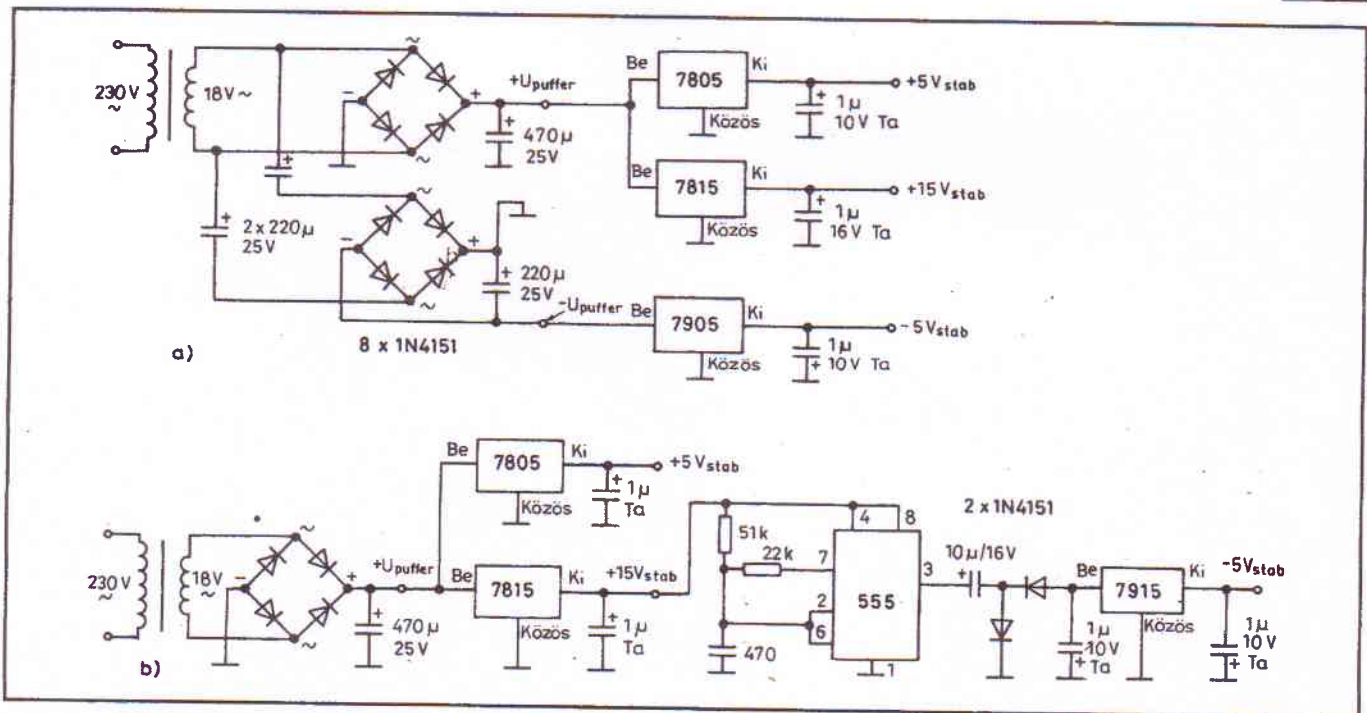 230V
~
18V~
~
-
+
~
+Upuffer
+
470µ
25V
Be
7805
Ki
Közös
+5Vstab
+
1µ
10V Ta
Be
7815
Ki
Közös
+15Vstab
+
1µ
16V Ta
+
+
2x220µ
25V
~
-
+
~
+
220µ
25V
-Upuffer
Be
7905
Ki
Közös
-5Vstab
1µ
+ 10V Ta
8 x 1N4151
a)
230V
~
18V~
~
-
+
~
+Upuffer
+
470µ
25V
Be
7805
Ki
Közös
+5Vstab
+
1µ
Ta
Be
7815
Ki
Közös
+15Vstab
+
1µ
Ta
51k
22k
470
4
8
7
2
6
555
3
1
2 x 1N4151
10µ/16V
+
Be
7915
Ki
Közös
-5Vstab
1µ
10V
+ Ta
1µ
10V
+ Ta
b)